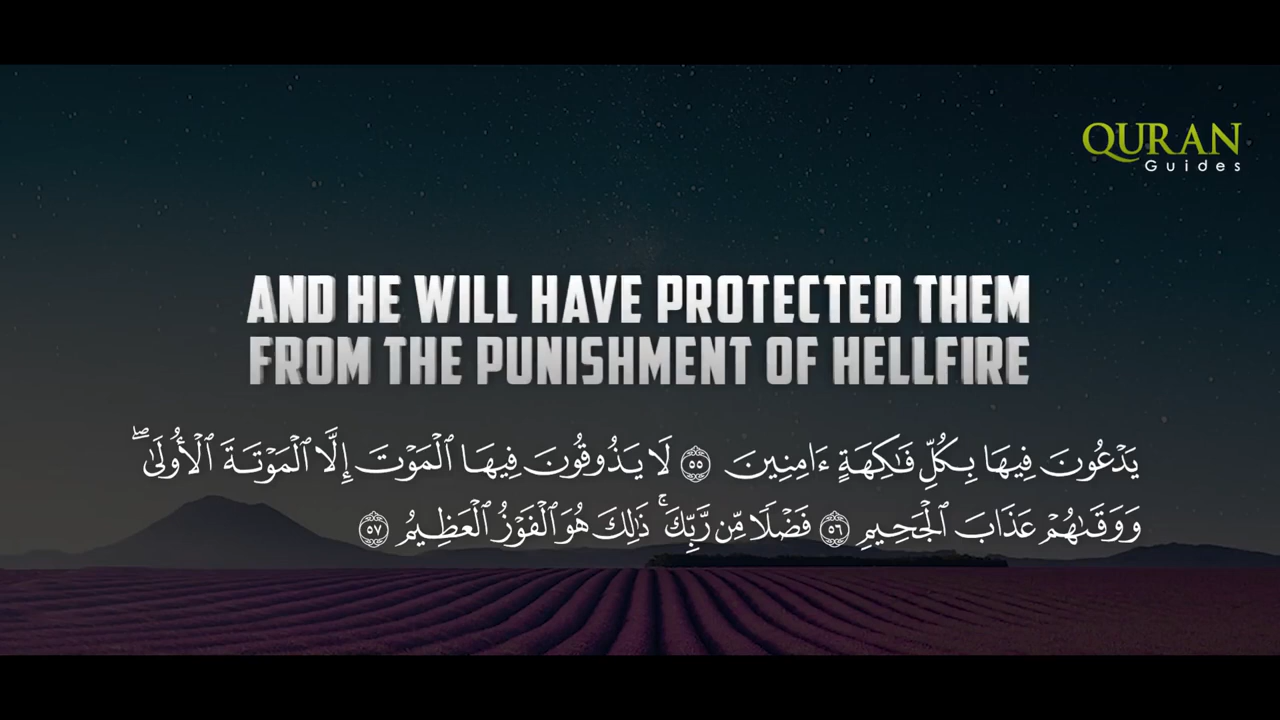 QURAN
Guides
AND HE WILL HAVE PROTECTED THEM
FROM THE PUNISHMENT OF HELLFIRE
يَدْعُونَ فِيهَا بِكُلِّ فَٰكِهَةٍ ءَامِنِينَ ۝٥٥ لَا يَذُوقُونَ فِيهَا ٱلْمَوْتَ إِلَّا ٱلْمَوْتَةَ ٱلْأُولَىٰ ۖ
وَوَقَىٰهُمْ عَذَابَ ٱلْجَحِيمِ ۝٥٦ فَضْلًا مِّن رَّبِّكَ ۚ ذَٰلِكَ هُوَ ٱلْفَوْزُ ٱلْعَظِيمُ ۝٥٧